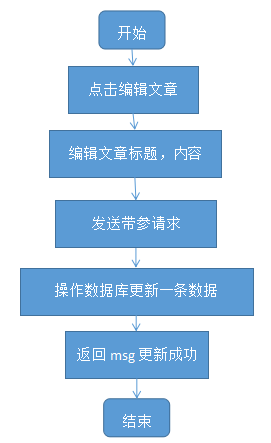 开始
点击编辑文章
编辑文章标题，内容
发送带参请求
操作数据库更新一条数据
返回 msg 更新成功
结束